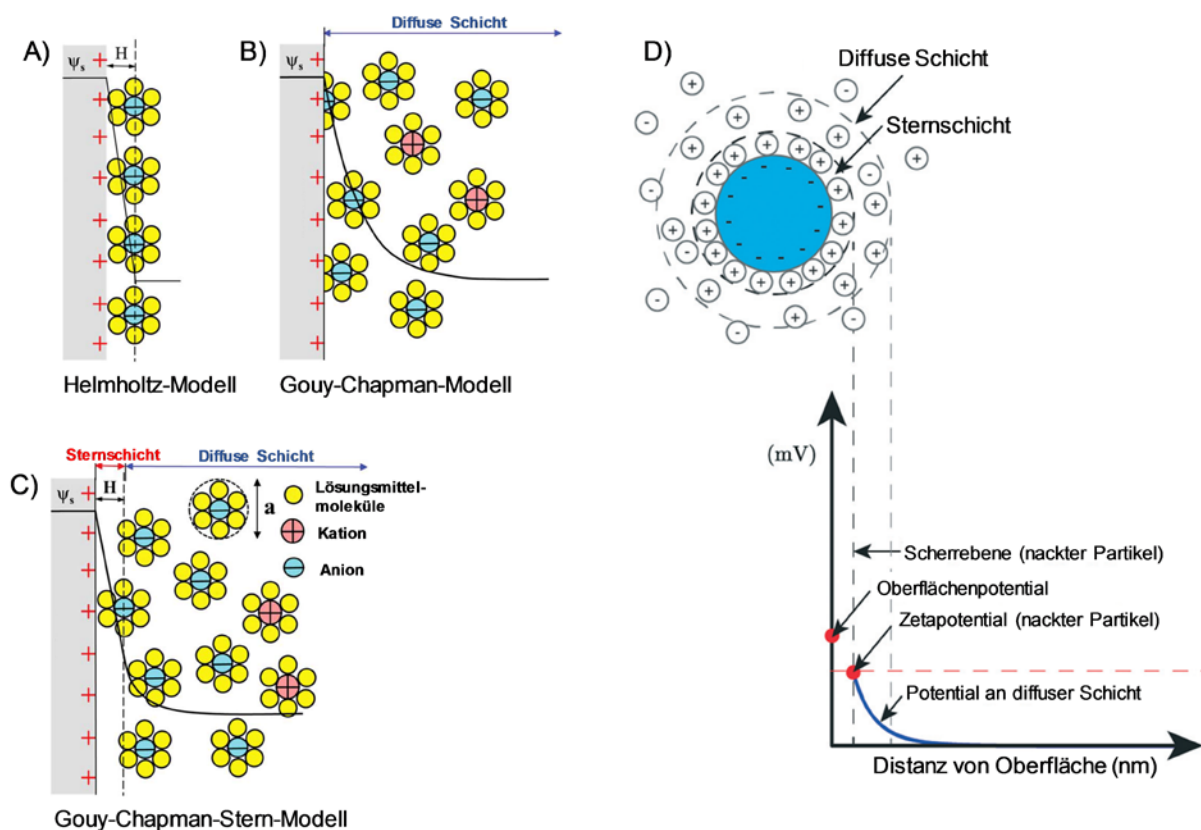 A)
H
ψs
Helmholtz-Modell
B)
Diffuse Schicht
ψs
Gouy-Chapman-Modell
C)
Sternschicht
Diffuse Schicht
H
ψs
a
Lösungsmittel-
moleküle
Kation
Anion
Gouy-Chapman-Stern-Modell
D)
Diffuse Schicht
Sternschicht
(mV)
Scherrebene (nackter Partikel)
Oberflächenpotential
Zetapotential (nackter Partikel)
Potential an diffuser Schicht
Distanz von Oberfläche (nm)